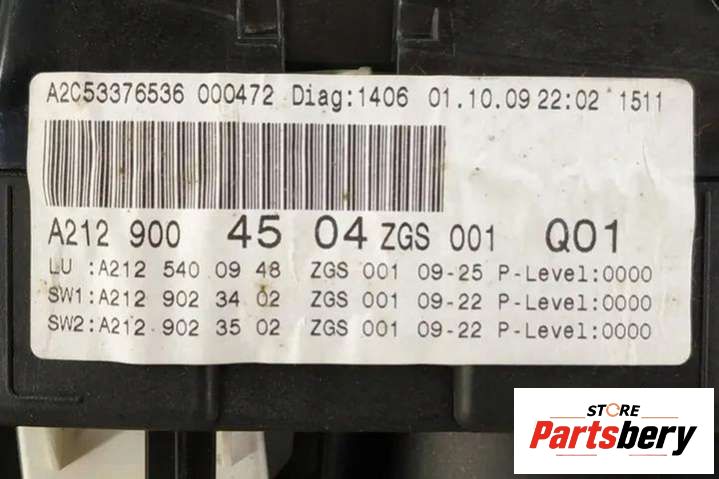 A2C53376536 000472 Diag:1406 01.10.09 22:02 1511
A212 900 45 04 ZGS 001 Q01
LU :A212 540 09 48 ZGS 001 09-25 P-Level:0000
SW1:A212 902 34 02 ZGS 001 09-22 P-Level:0000
SW2:A212 902 35 02 ZGS 001 09-22 P-Level:0000
STORE
Partsbery